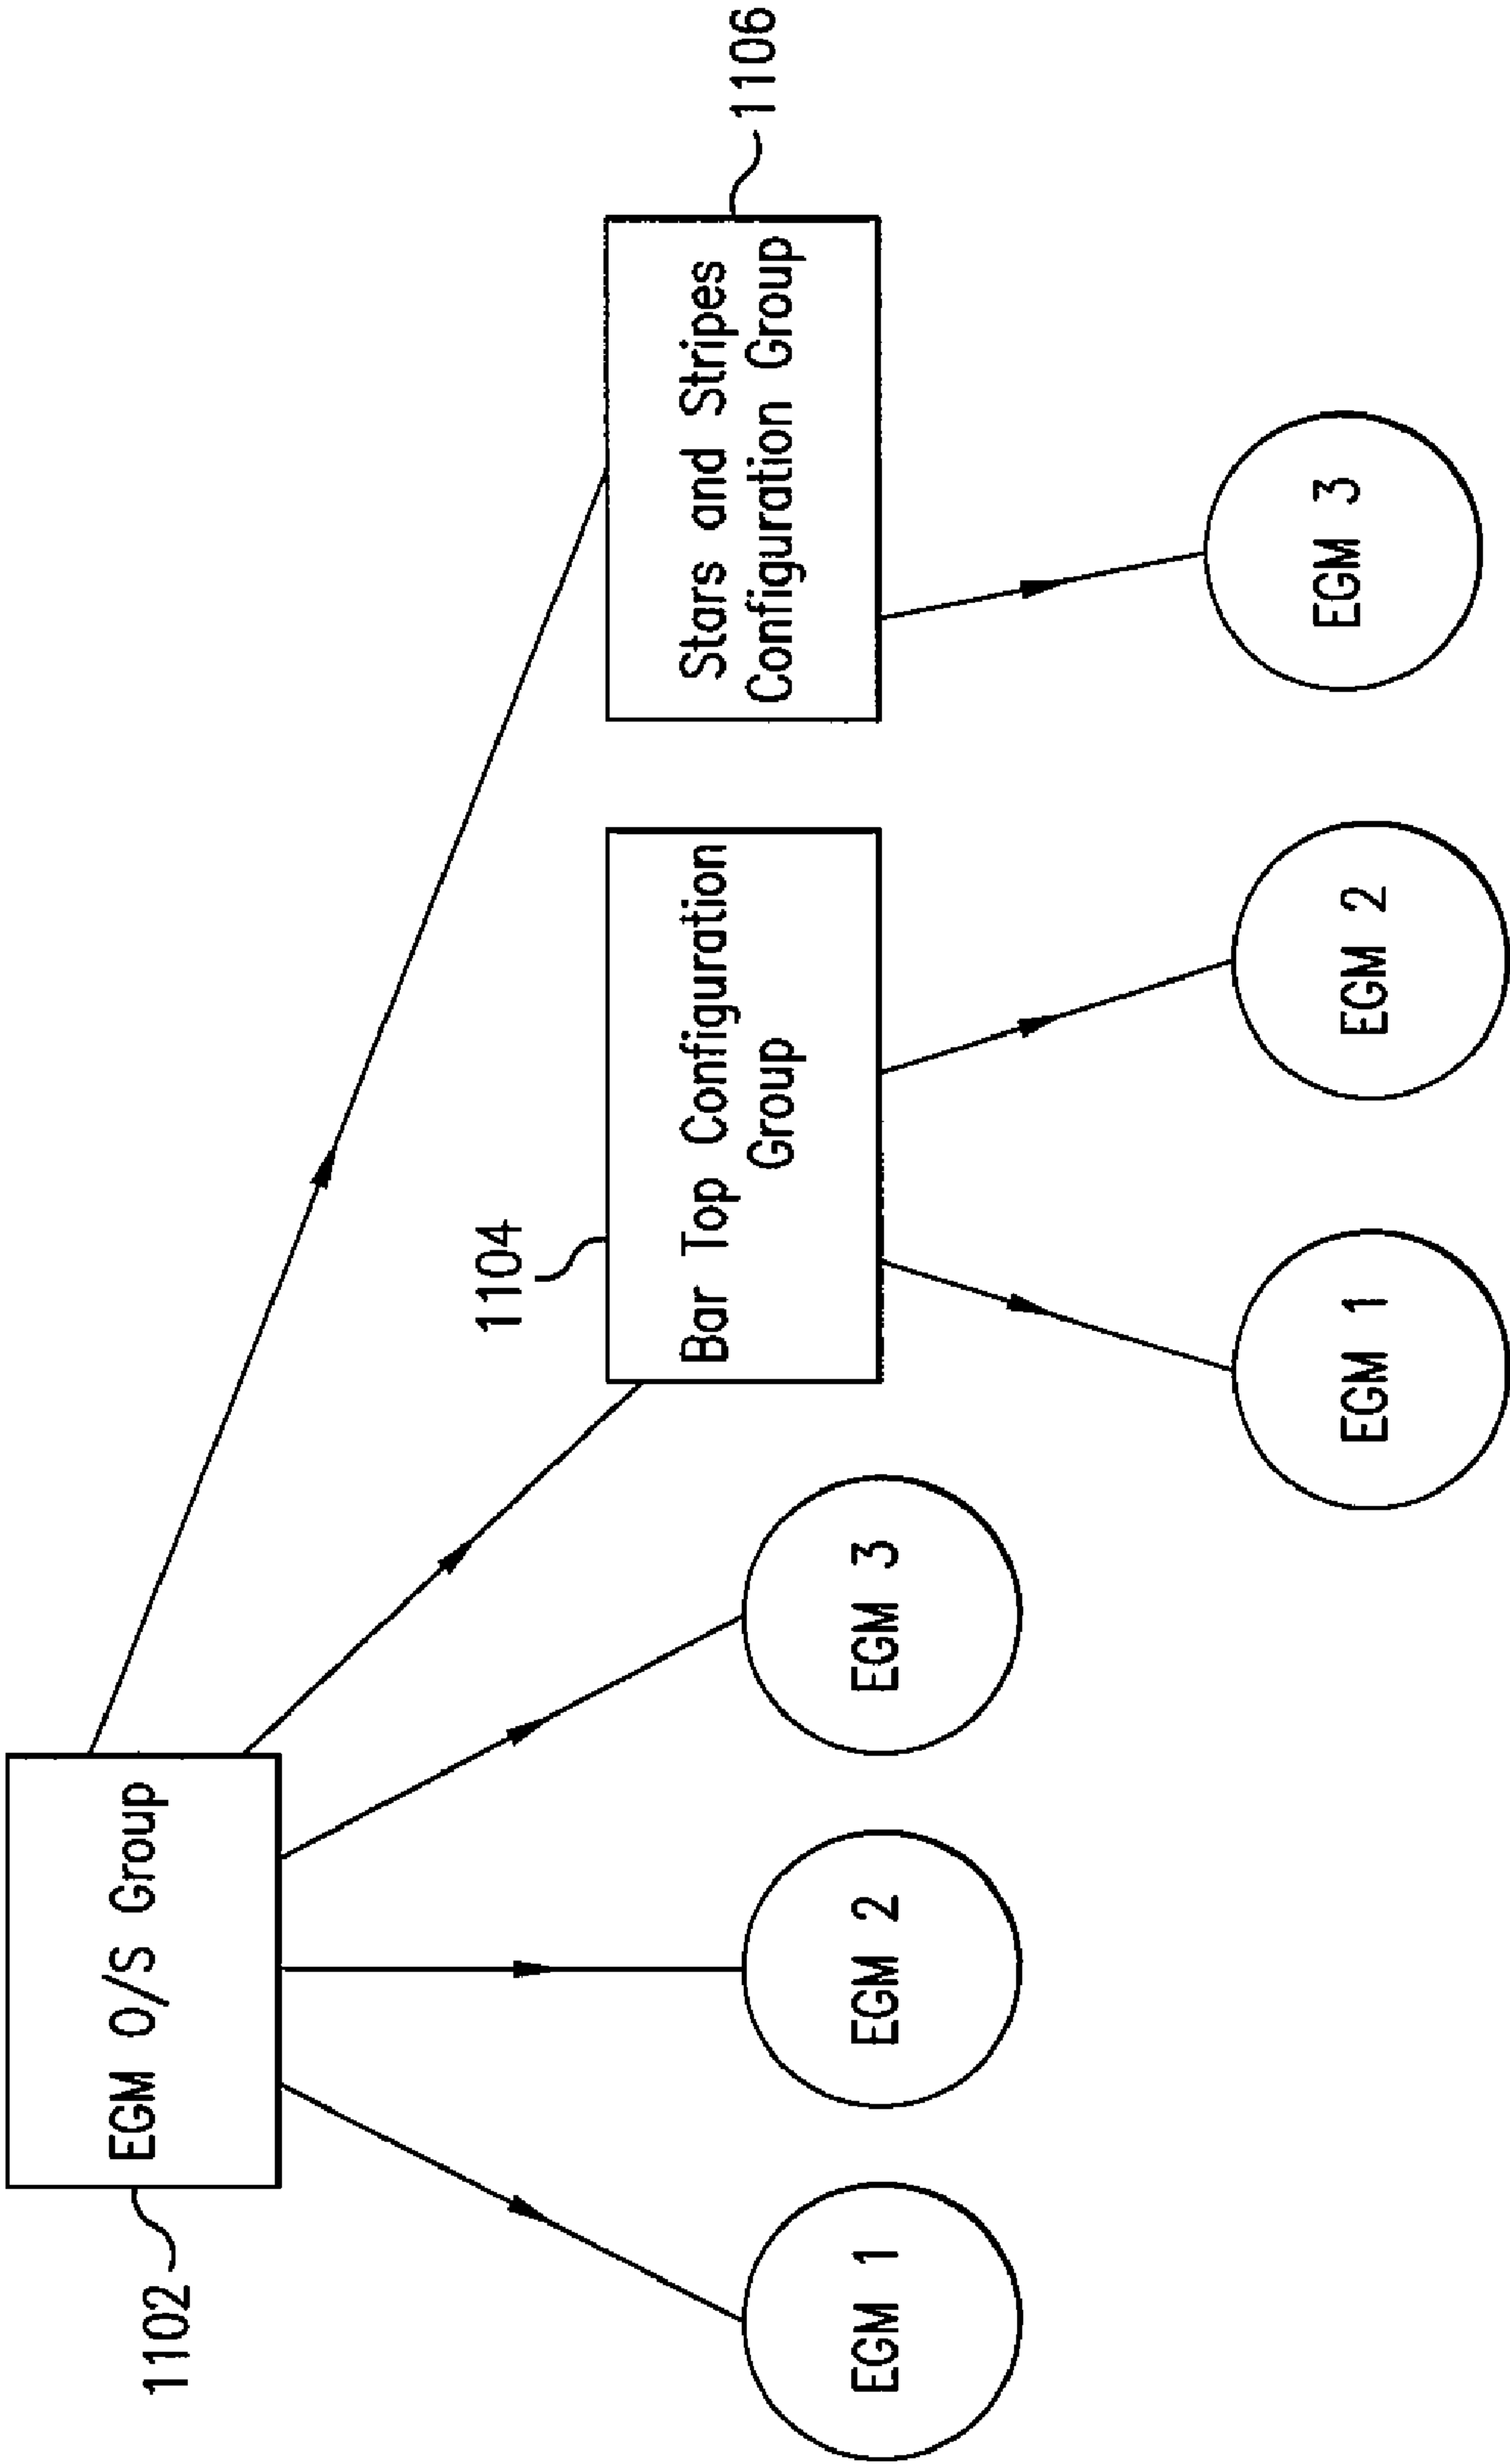 1102
EGM O/S Group
1104
Bar Top Configuration
Group
Stars and Stripes
Configuration Group
1106
EGM 1
EGM 2
EGM 3
EGM 1
EGM 2
EGM 3